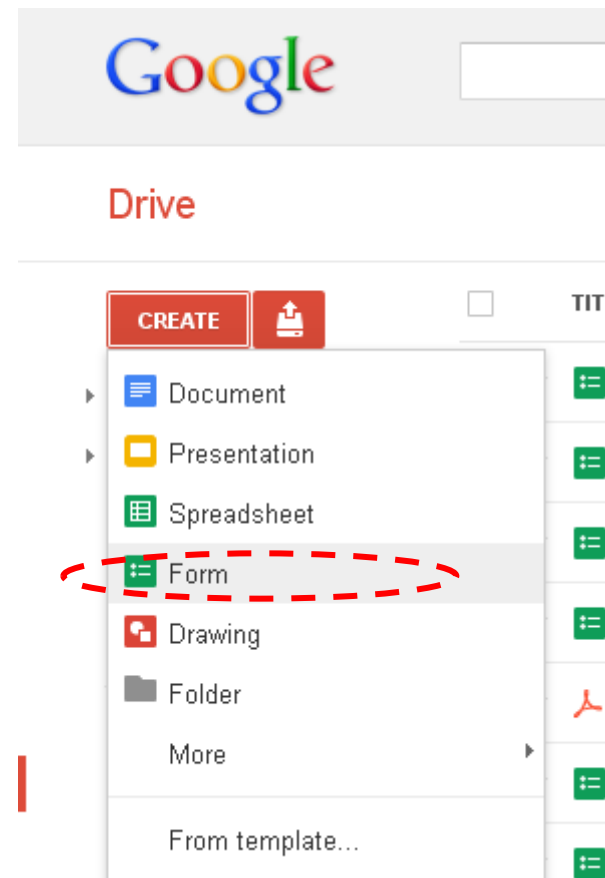 Google
Drive
CREATE
TIT
Document
Presentation
Spreadsheet
Form
Drawing
Folder
More
From template...